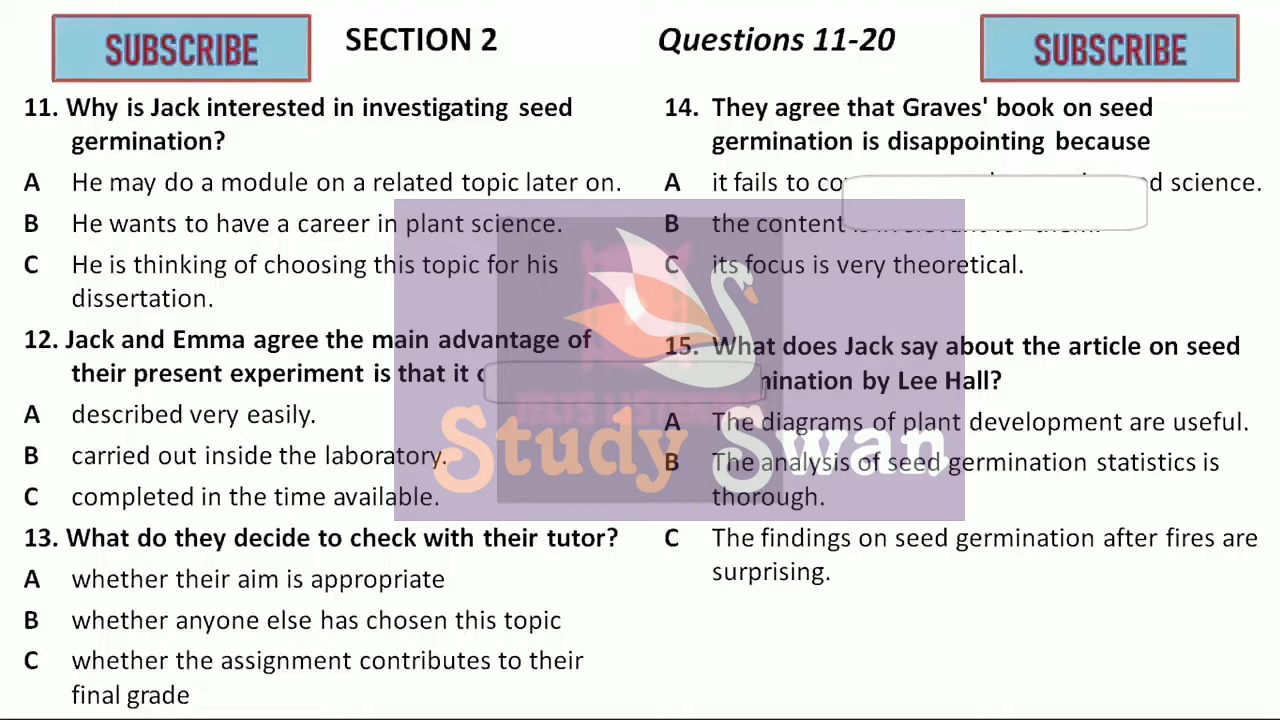 SUBSCRIBE
SECTION 2
Questions 11-20
SUBSCRIBE
11. Why is Jack interested in investigating seed
germination?
A He may do a module on a related topic later on.
B He wants to have a career in plant science.
C He is thinking of choosing this topic for his
dissertation.
12. Jack and Emma agree the main advantage of
their present experiment is that it
A described very easily.
B carried out inside the laboratory.
C completed in the time available.
13. What do they decide to check with their tutor?
A whether their aim is appropriate
B whether anyone else has chosen this topic
C whether the assignment contributes to their
final grade
14. They agree that Graves' book on seed
germination is disappointing because
A it fails to science.
B the content
C its focus is very theoretical.
15. What does Jack say about the article on seed
by Lee Hall?
A The diagrams of plant development are useful.
B The analysis of seed germination statistics is
thorough.
C The findings on seed germination after fires are
surprising.
Study Swan